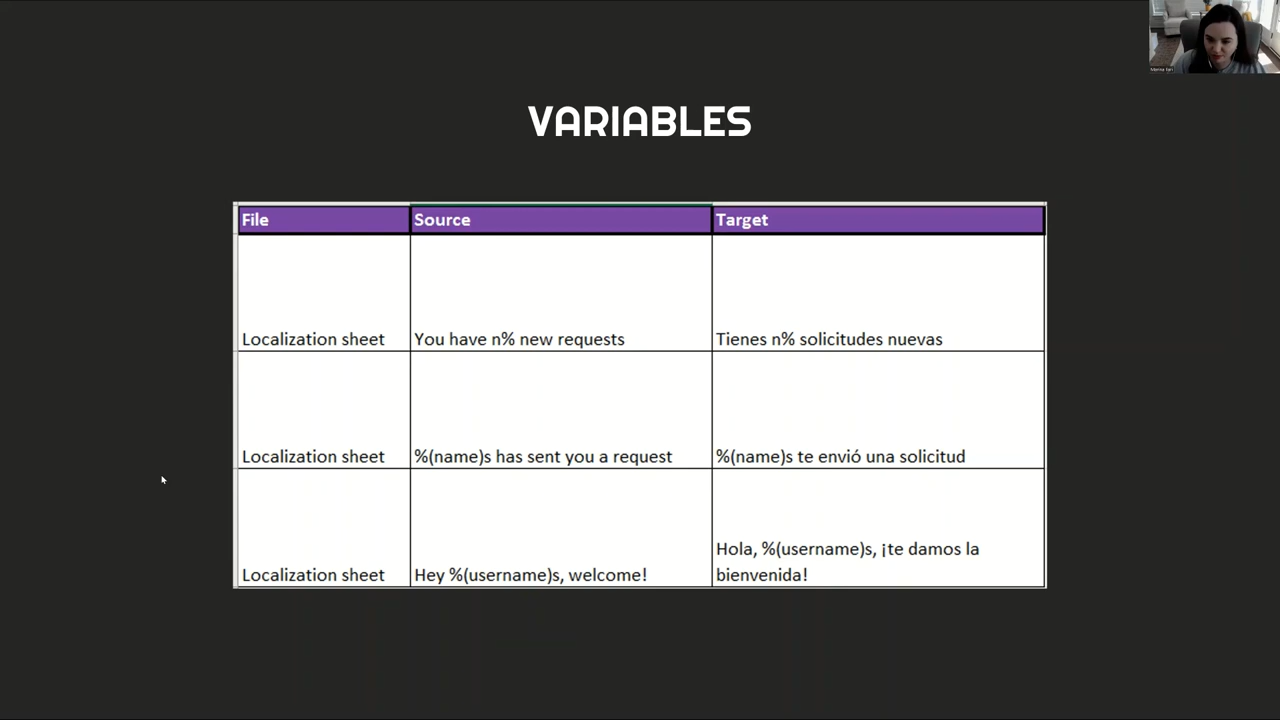 VARIABLES
File Source Target
Localization sheet You have n% new requests Tienes n% solicitudes nuevas
Localization sheet %(name)s has sent you a request %(name)s te envió una solicitud
Hola, %(username)s, ¡te damos la
Localization sheet Hey %(username)s, welcome! bienvenida!